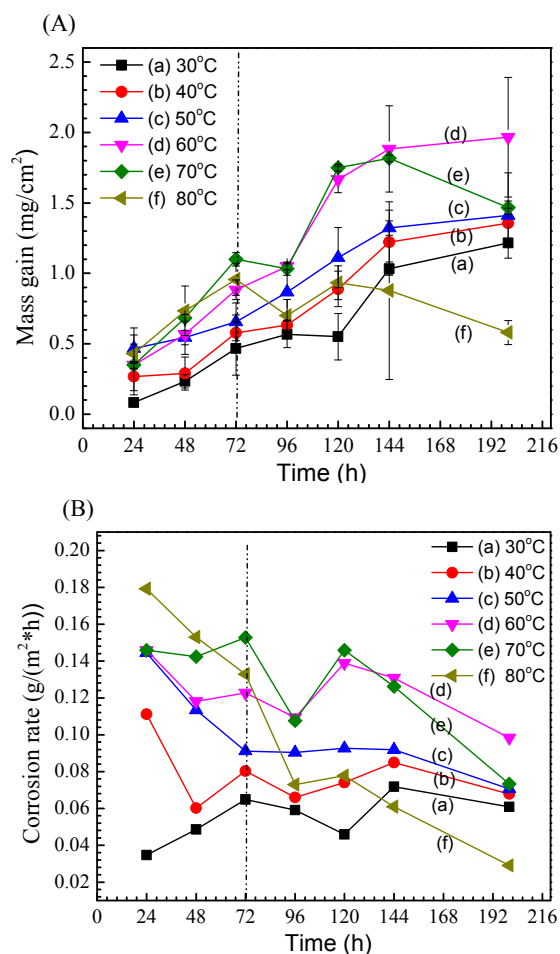 (A)
2.5
2.0
1.5
1.0
0.5
0.0
Mass gain (mg/cm²)
(a) 30°C
(b) 40°C
(c) 50°C
(d) 60°C
(e) 70°C
(f) 80°C
(d)
(e)
(c)
(b)
(a)
(f)
0 24 48 72 96 120 144 168 192 216
Time (h)
(B)
0.20
0.18
0.16
0.14
0.12
0.10
0.08
0.06
0.04
0.02
Corrosion rate (g/(m²*h))
(a) 30°C
(b) 40°C
(c) 50°C
(d) 60°C
(e) 70°C
(f) 80°C
(d)
(e)
(c)
(b)
(a)
(f)
0 24 48 72 96 120 144 168 192 216
Time (h)